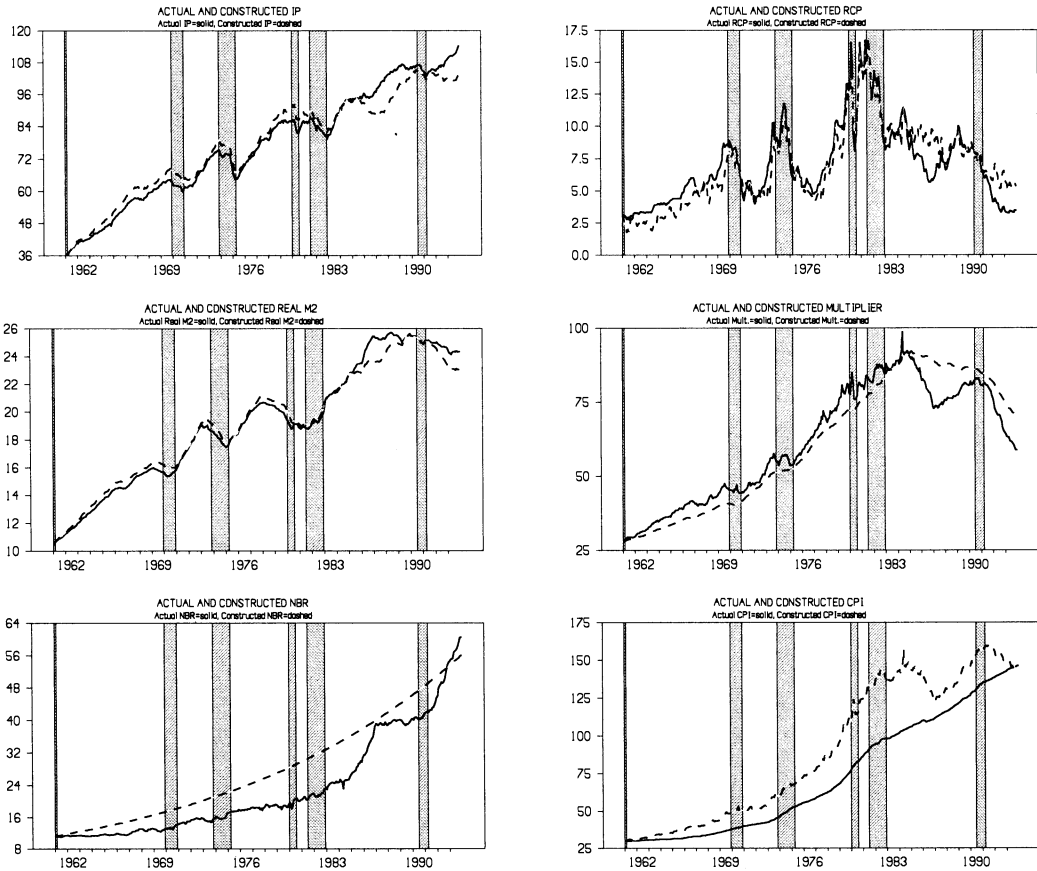 ACTUAL AND CONSTRUCTED IP
Actual IP=solid, Constructed IP=dashed
120
108
96
84
72
60
48
36
1962 1969 1976 1983 1990
ACTUAL AND CONSTRUCTED RCP
Actual RCP=solid, Constructed RCP=dashed
17.5
15.0
12.5
10.0
7.5
5.0
2.5
0.0
1962 1969 1976 1983 1990
ACTUAL AND CONSTRUCTED REAL M2
Actual Real M2=solid, Constructed Real M2=dashed
26
24
22
20
18
16
14
12
10
1962 1969 1976 1983 1990
ACTUAL AND CONSTRUCTED MULTIPLIER
Actual Mult.=solid, Constructed Mult.=dashed
100
75
50
25
1962 1969 1976 1983 1990
ACTUAL AND CONSTRUCTED NBR
Actual NBR=solid, Constructed NBR=dashed
64
56
48
40
32
24
16
8
1962 1969 1976 1983 1990
ACTUAL AND CONSTRUCTED CPI
Actual CPI=solid, Constructed CPI=dashed
175
150
125
100
75
50
25
1962 1969 1976 1983 1990